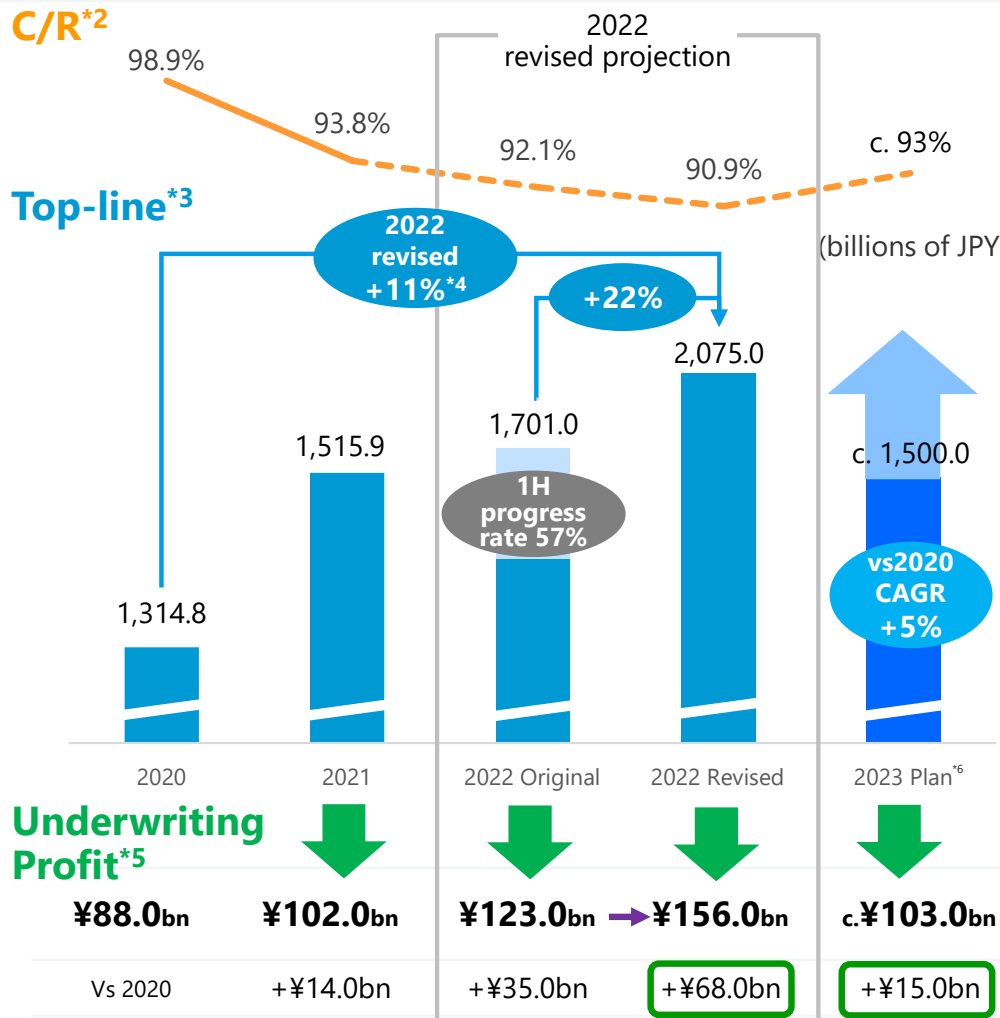 C/R*2
2022
revised projection
98.9%
93.8%
92.1%
90.9%
c. 93%
Top-line*3
(billions of JPY
2022
revised
+11%*4
+22%
1,314.8
1,515.9
1,701.0
2,075.0
c. 1,500.0
1H
progress
rate 57%
vs2020
CAGR
+5%
2020
2021
2022 Original
2022 Revised
2023 Plan*6
Underwriting
Profit*5
¥88.0bn
¥102.0bn
¥123.0bn
¥156.0bn
c.¥103.0bn
Vs 2020
+¥14.0bn
+¥35.0bn
+¥68.0bn
+¥15.0bn